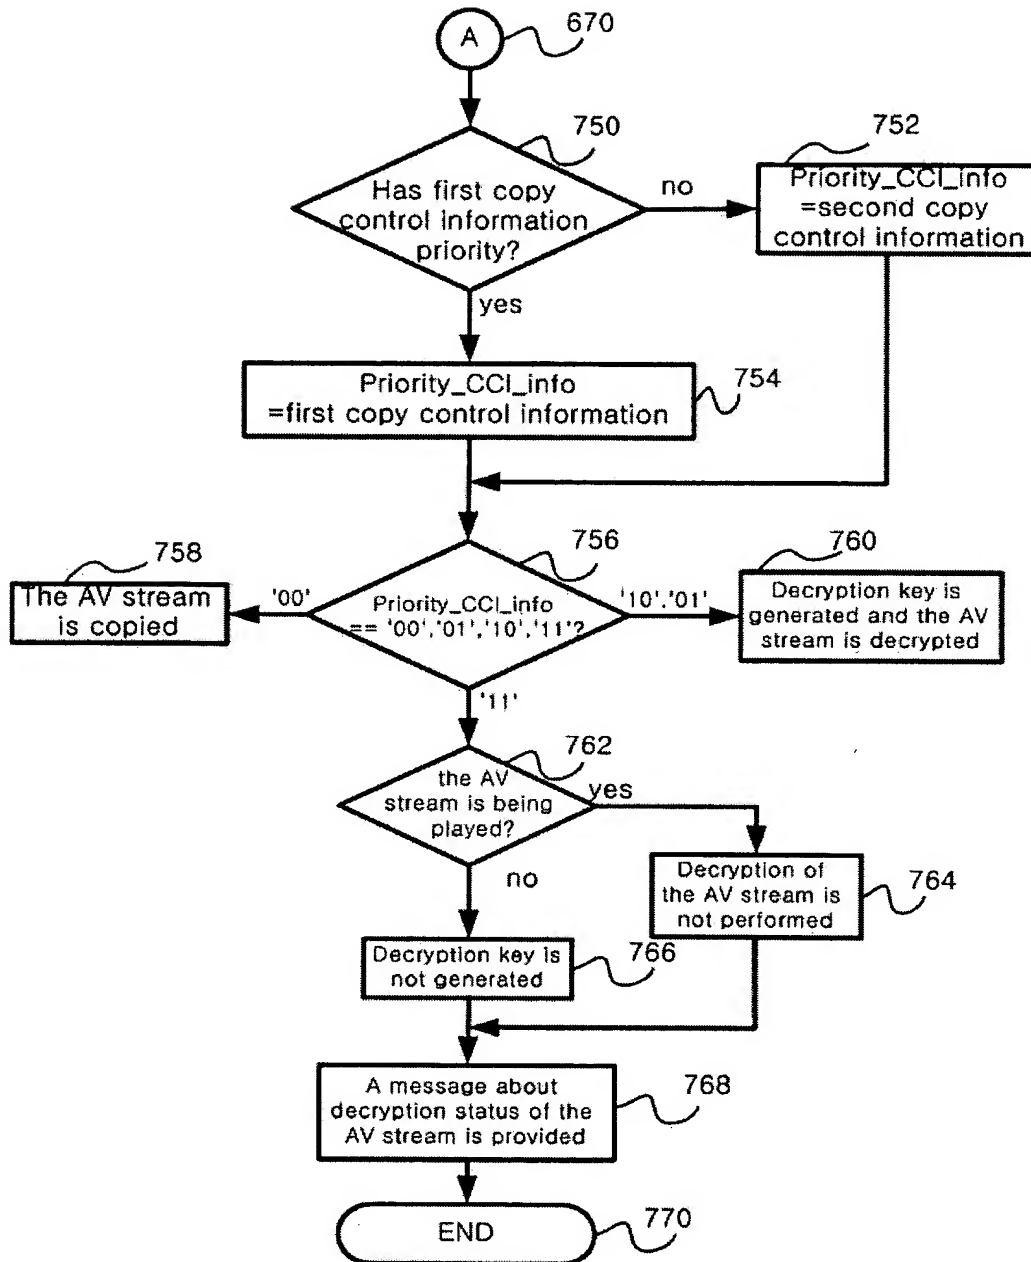 A
670
750
Has first copy
control information
priority?
no
752
Priority_CCI_info
=second copy
control information
yes
Priority_CCI_info
=first copy control information
754
756
Priority_CCI_info
== '00','01','10','11'?
'00'
758
The AV stream
is copied
'10','01'
760
Decryption key is
generated and the AV
stream is decrypted
'11'
762
the AV
stream is being
played?
yes
Decryption of
the AV stream is
not performed
764
no
Decryption key is
not generated
766
A message about
decryption status of the
AV stream is provided
768
END
770